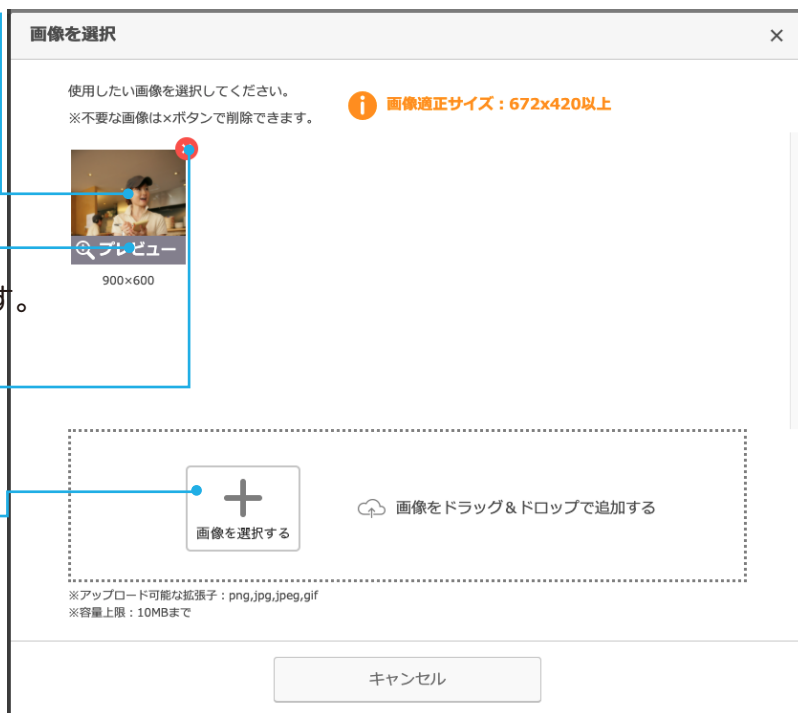 画像を選択
×
使用したい画像を選択してください。
※不要な画像は×ボタンで削除できます。
画像適正サイズ：672x420以上
プレビュー
900×600
す。
画像を選択する
画像をドラッグ＆ドロップで追加する
※アップロード可能な拡張子：png,jpg,jpeg,gif
※容量上限：10MBまで
キャンセル